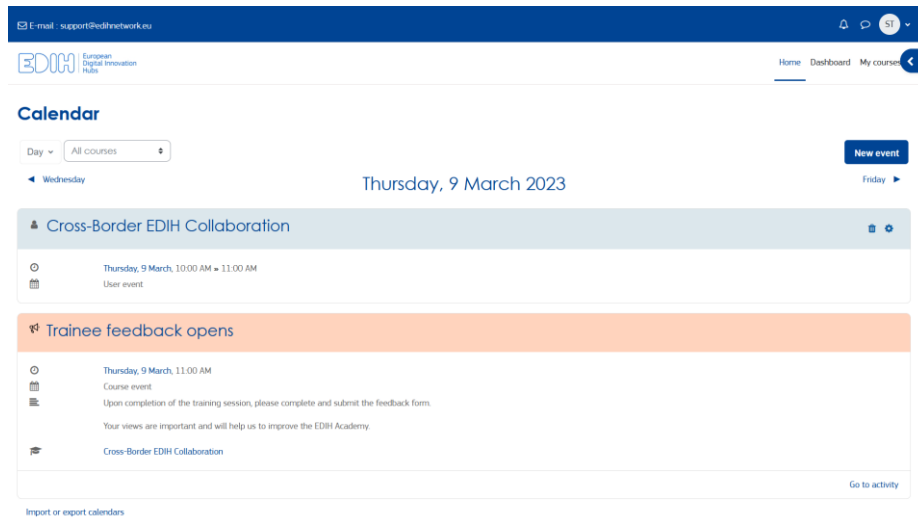 E-mail : support@edihnetwork.eu
ST
EDIH European Digital Innovation Hubs
Home Dashboard My courses
Calendar
Day All courses New event
Wednesday Thursday, 9 March 2023 Friday
Cross-Border EDIH Collaboration
Thursday, 9 March, 10:00 AM » 11:00 AM
User event
Trainee feedback opens
Thursday, 9 March, 11:00 AM
Course event
Upon completion of the training session, please complete and submit the feedback form.
Your views are important and will help us to improve the EDIH Academy.
Cross-Border EDIH Collaboration
Go to activity
Import or export calendars